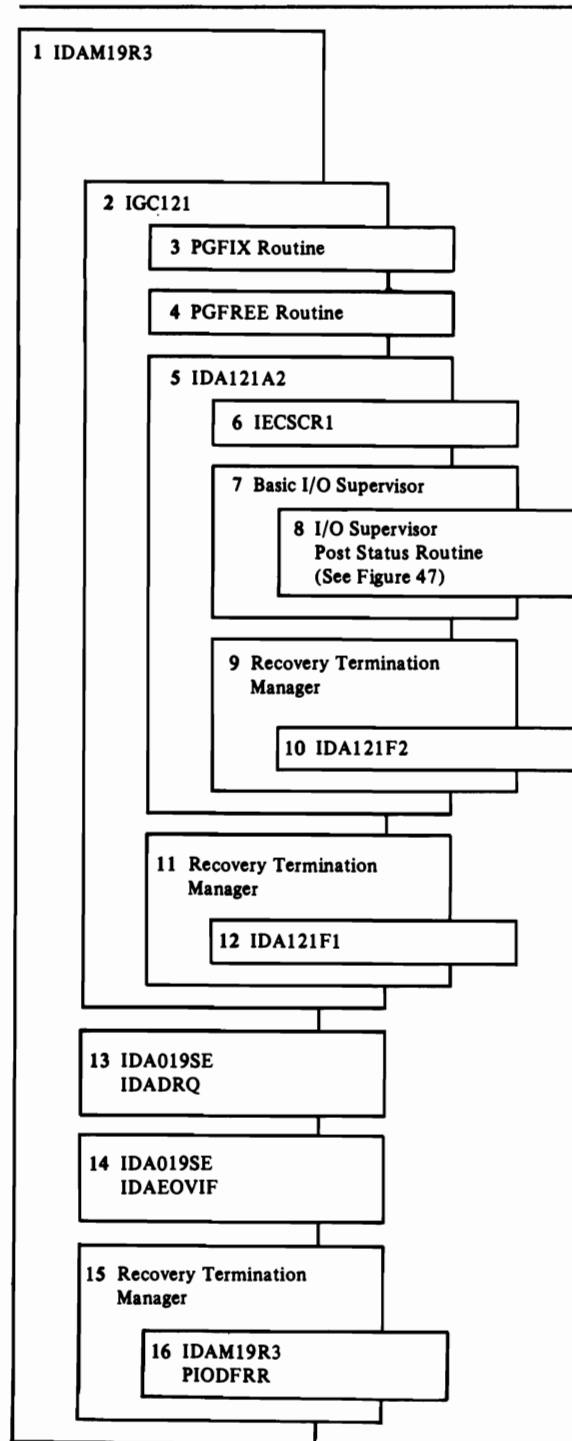 1 IDAM19R3
2 IGC121
3 PGFIX Routine
4 PGFREE Routine
5 IDA121A2
6 IECSCR1
7 Basic I/O Supervisor
8 I/O Supervisor
Post Status Routine
(See Figure 47)
9 Recovery Termination
Manager
10 IDA121F2
11 Recovery Termination
Manager
12 IDA121F1
13 IDA019SE
IDADRQ
14 IDA019SE
IDAEOVIF
15 Recovery Termination
Manager
16 IDAM19R3
PIODFRR